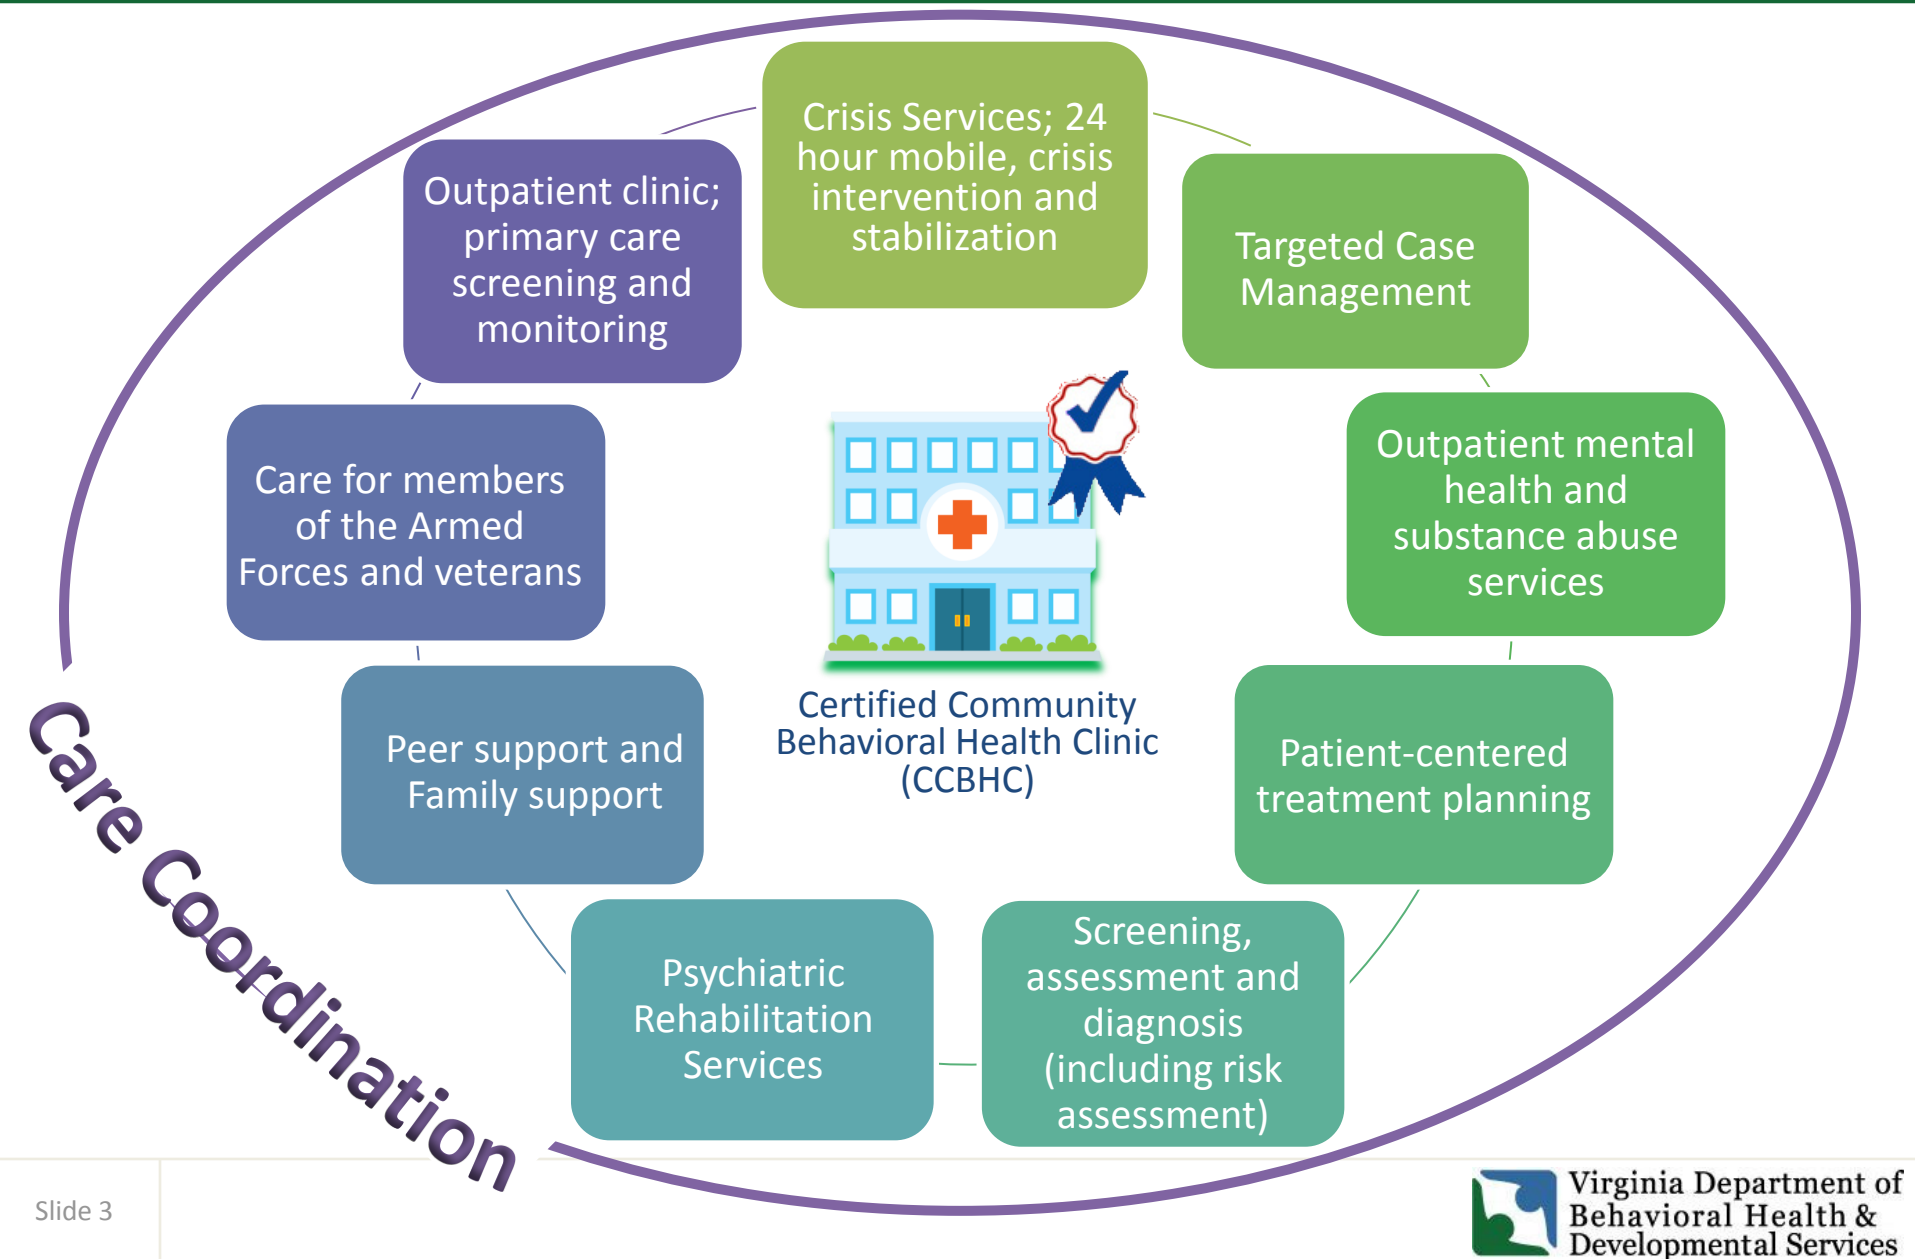 Crisis Services; 24
hour mobile, crisis
intervention and
stabilization
Targeted Case
Management
Outpatient mental
health and
substance abuse
services
Patient-centered
treatment planning
Screening,
assessment and
diagnosis
(including risk
assessment)
Psychiatric
Rehabilitation
Services
Peer support and
Family support
Care for members
of the Armed
Forces and veterans
Outpatient clinic;
primary care
screening and
monitoring
Certified Community
Behavioral Health Clinic
(CCBHC)
Care Coordination
Slide 3
Virginia Department of
Behavioral Health &
Developmental Services